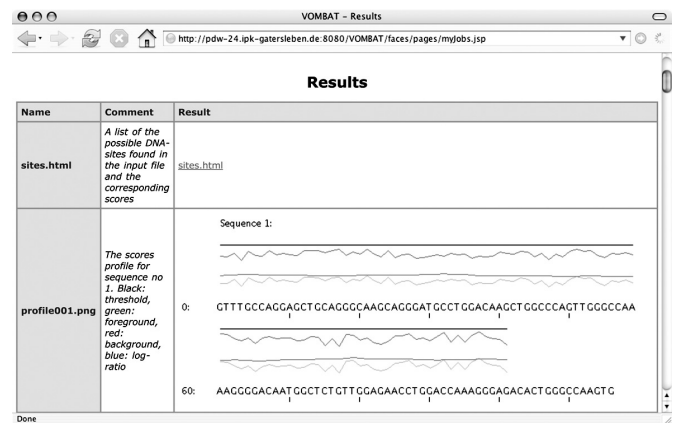 VOMBAT – Results
http://pdw-24.ipk-gatersleben.de:8080/VOMBAT/faces/pages/myJobs.jsp
Results
Name Comment Result
sites.html
A list of the
possible DNA-
sites found in
the input file
and the
corresponding
scores
sites.html
profile001.png
The scores
profile for
sequence no
1. Black:
threshold,
green:
foreground,
red:
background,
blue: log-
ratio
Sequence 1:
0: GTTTGCCAGGAGCTGCAGGGCAAGCAGGGATGCCTGGACAAGCTGGCCCAGTTGGGCCAA
60: AAGGGGACAATGGCTCTGTTGGAGAACCTGGACCAAAGGGAGACACTGGGCCAAGTG
Done